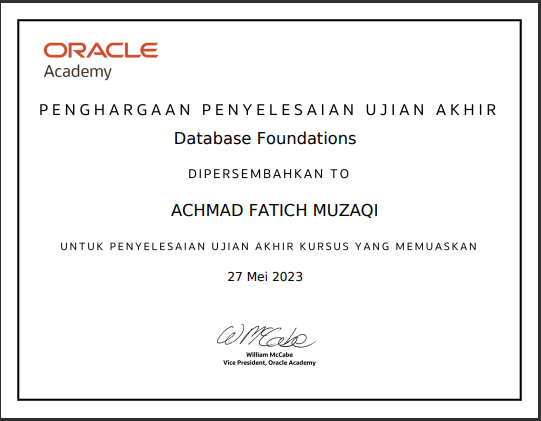 ORACLE
Academy
PENGHARGAAN PENYELESAIAN UJIAN AKHIR
Database Foundations
DIPERSEMBAHKAN TO
ACHMAD FATICH MUZAQI
UNTUK PENYELESAIAN UJIAN AKHIR KURSUS YANG MEMUASKAN
27 Mei 2023
W McCabe
William McCabe
Vice President, Oracle Academy